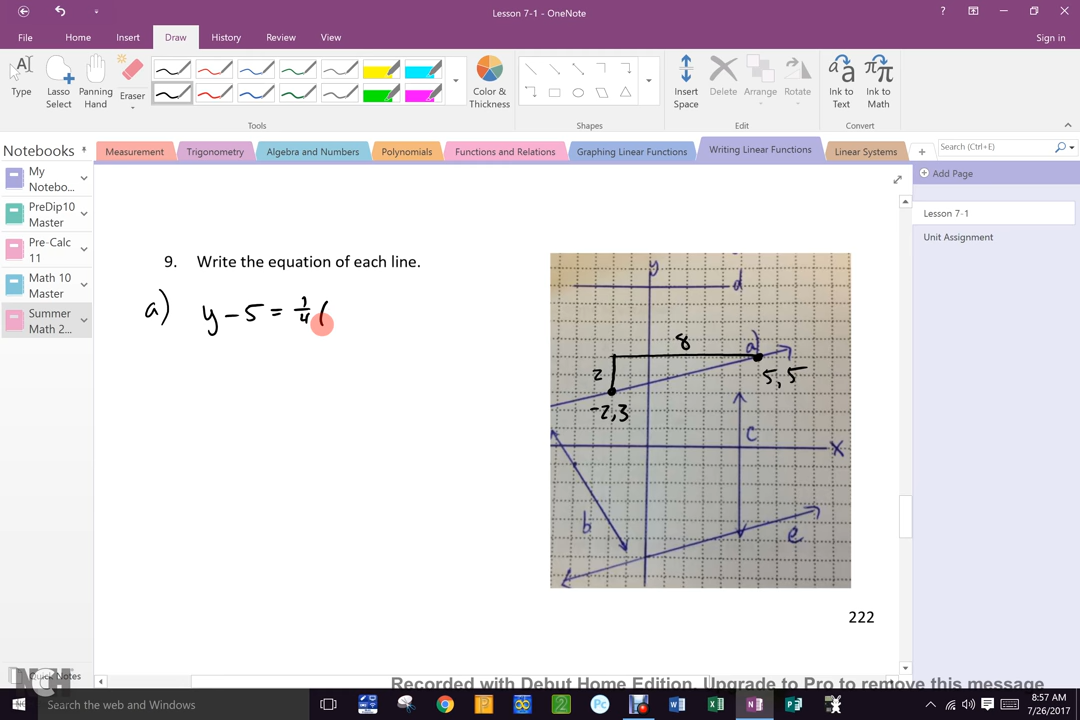 Lesson 7-1 - OneNote
?
File
Home
Insert
Draw
History
Review
View
Sign in
Type
Lasso Select
Panning Hand
Eraser
Color & Thickness
Insert Space
Delete
Arrange
Rotate
Ink to Text
Ink to Math
Tools
Shapes
Edit
Convert
Notebooks
Measurement
Trigonometry
Algebra and Numbers
Polynomials
Functions and Relations
Graphing Linear Functions
Writing Linear Functions
Linear Systems
Search (Ctrl+E)
My Notebo...
PreDip10 Master
Pre-Calc 11
Math 10 Master
Summer Math 2...
Add Page
Lesson 7-1
Unit Assignment
9. Write the equation of each line.
a) y - 5 = 1/4 (
y
d
8
a)
2
5, 5
-2, 3
c
x
b
e
222
Quick Notes
NCH
Recorded with Debut Home Edition. Upgrade to Pro to remove this message
Search the web and Windows
8:57 AM
7/26/2017